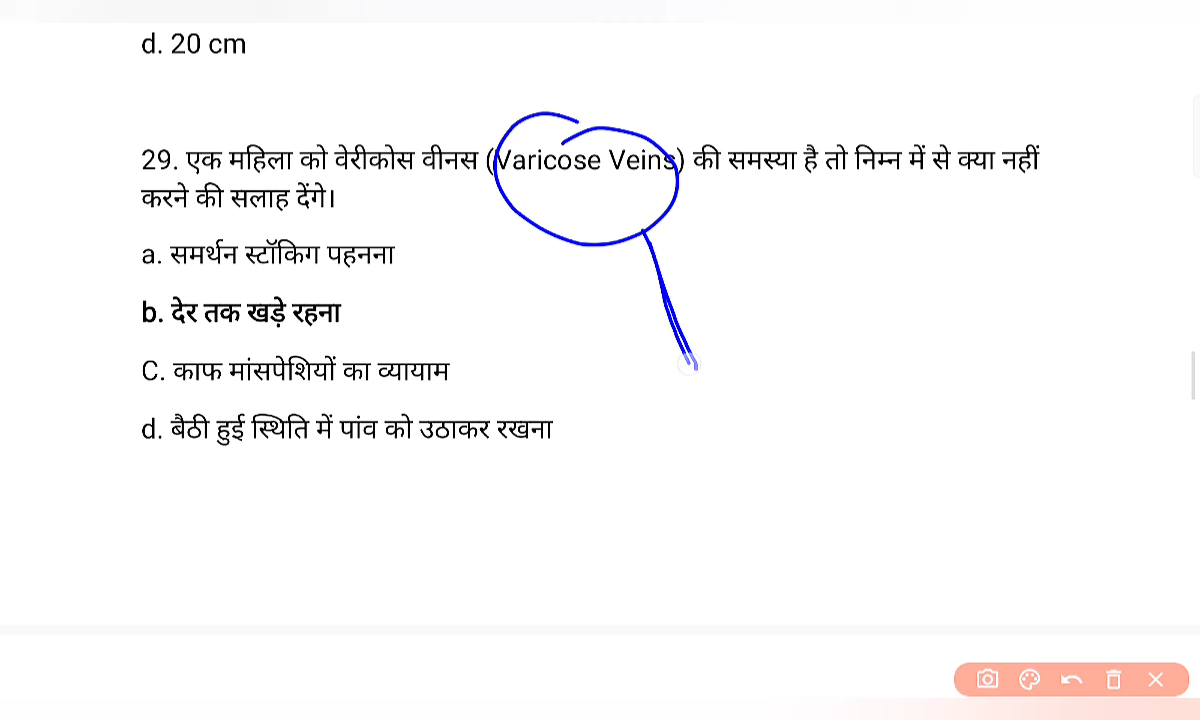 d. 20 cm
29. एक महिला को वेरीकोस वीनस (Varicose Veins) की समस्या है तो निम्न में से क्या नहीं
करने की सलाह देंगे।
a. समर्थन स्टॉकिग पहनना
b. देर तक खड़े रहना
C. काफ मांसपेशियों का व्यायाम
d. बैठी हुई स्थिति में पांव को उठाकर रखना